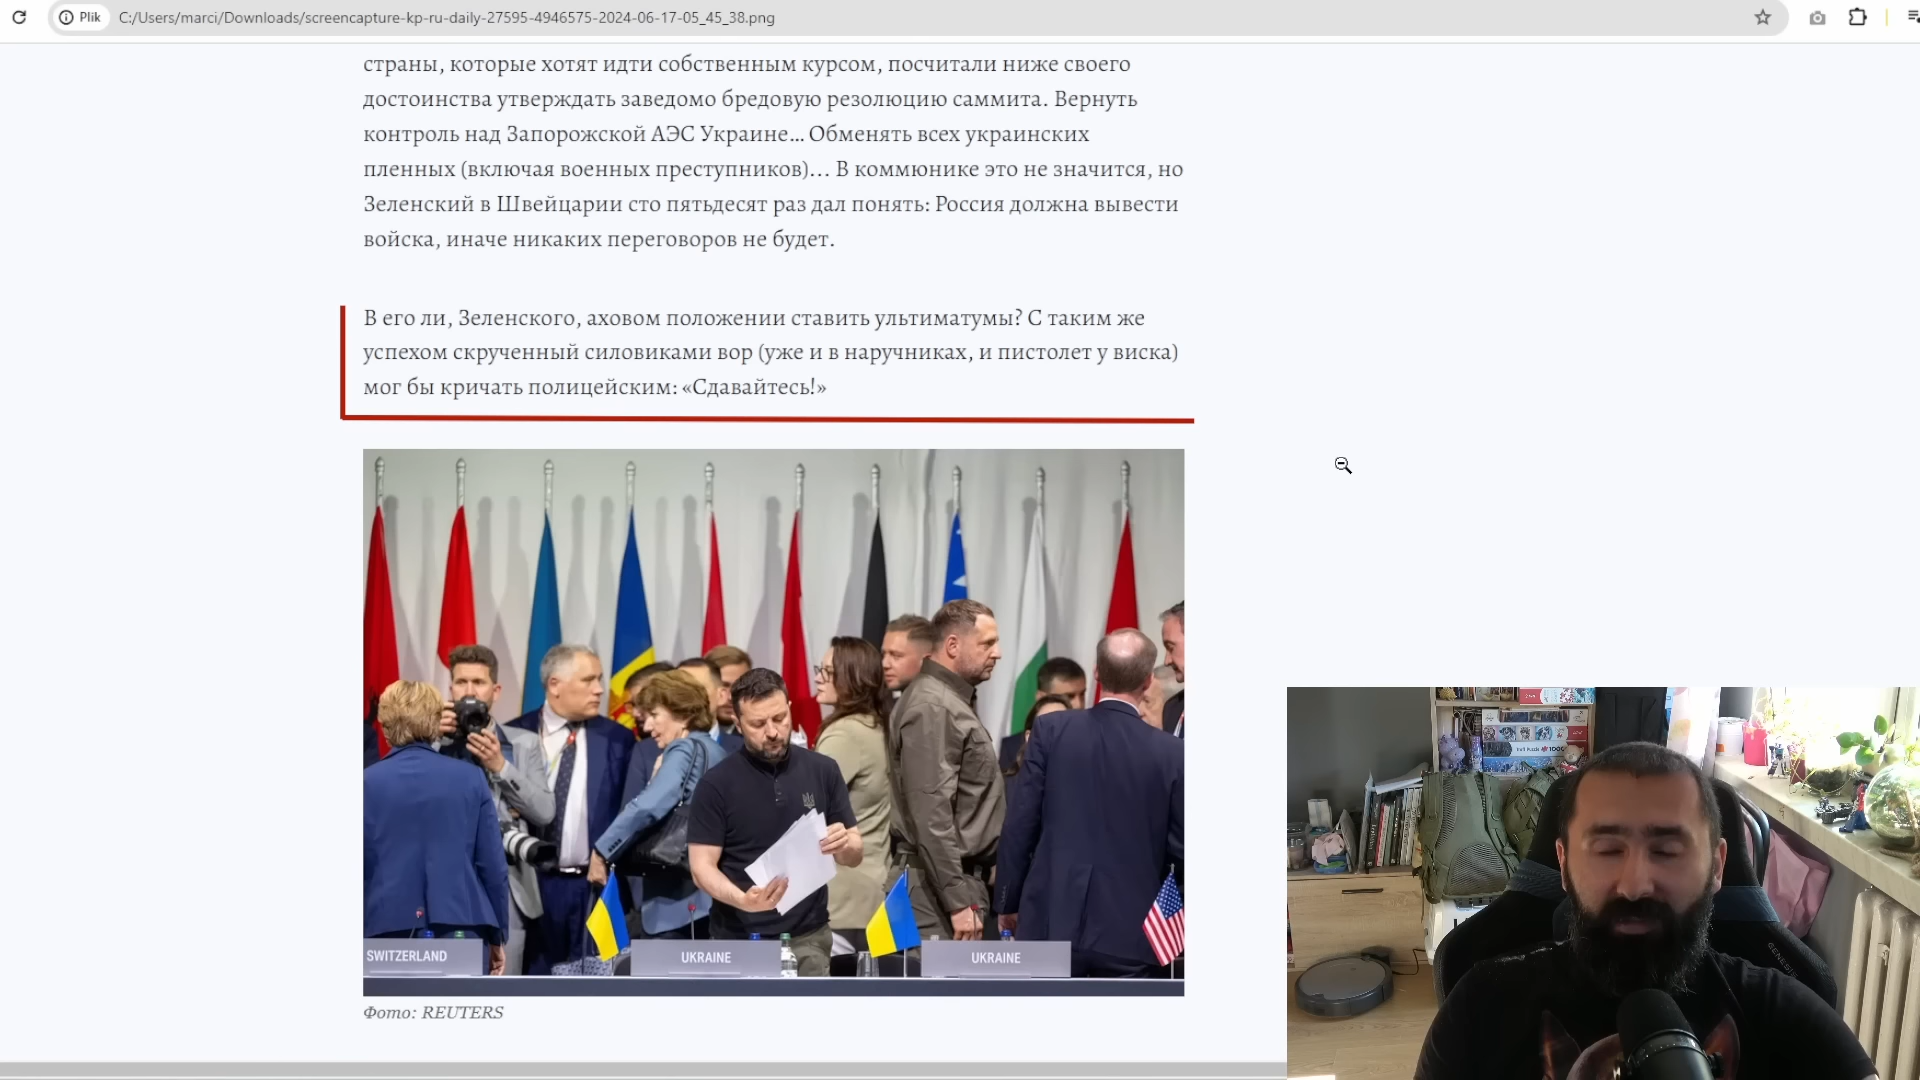 Plik
C:/Users/marci/Downloads/screencapture-kp-ru-daily-27595-4946575-2024-06-17-05_45_38.png
страны, которые хотят идти собственным курсом, посчитали ниже своего
достоинства утверждать заведомо бредовую резолюцию саммита. Вернуть
контроль над Запорожской АЭС Украине... Обменять всех украинских
пленных (включая военных преступников)... В коммюнике это не значится, но
Зеленский в Швейцарии сто пятьдесят раз дал понять: Россия должна вывести
войска, иначе никаких переговоров не будет.
В его ли, Зеленского, аховом положении ставить ультиматумы? С таким же
успехом скрученный силовиками вор (уже и в наручниках, и пистолет у виска)
мог бы кричать полицейским: «Сдавайтесь!»
SWITZERLAND
UKRAINE
UKRAINE
Фото: REUTERS